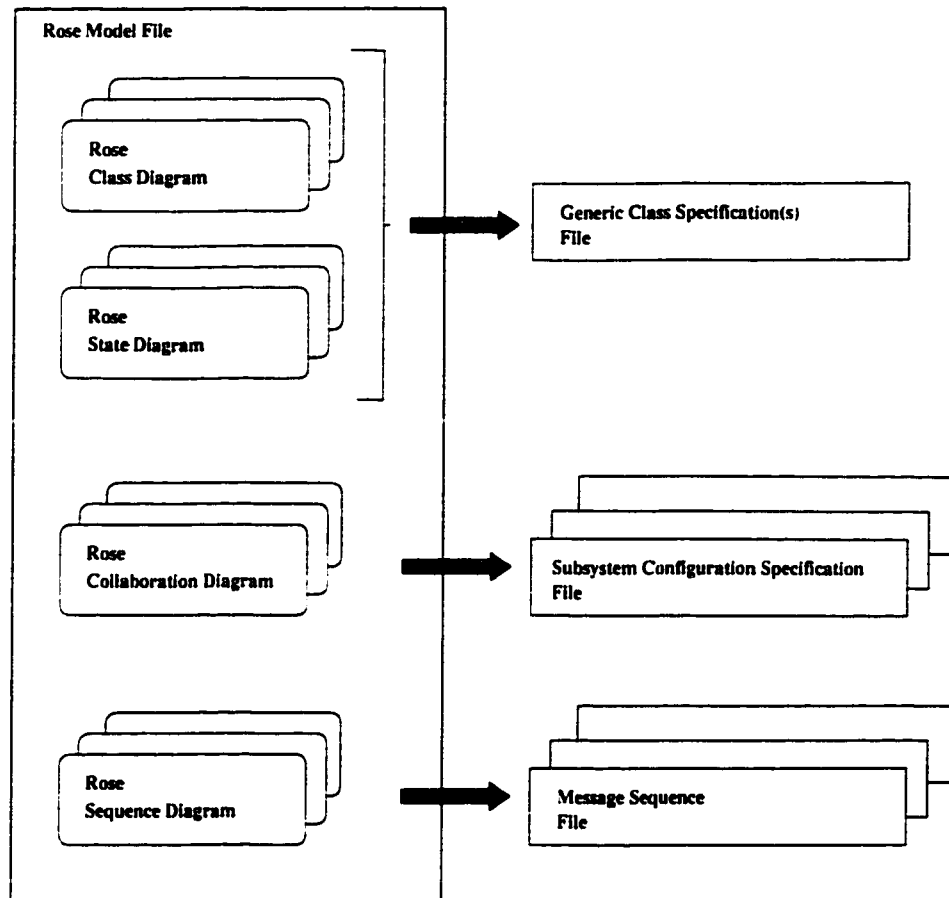 Rose Model File
Rose
Class Diagram
Generic Class Specification(s)
File
Rose
State Diagram
Rose
Collaboration Diagram
Subsystem Configuration Specification
File
Rose
Sequence Diagram
Message Sequence
File